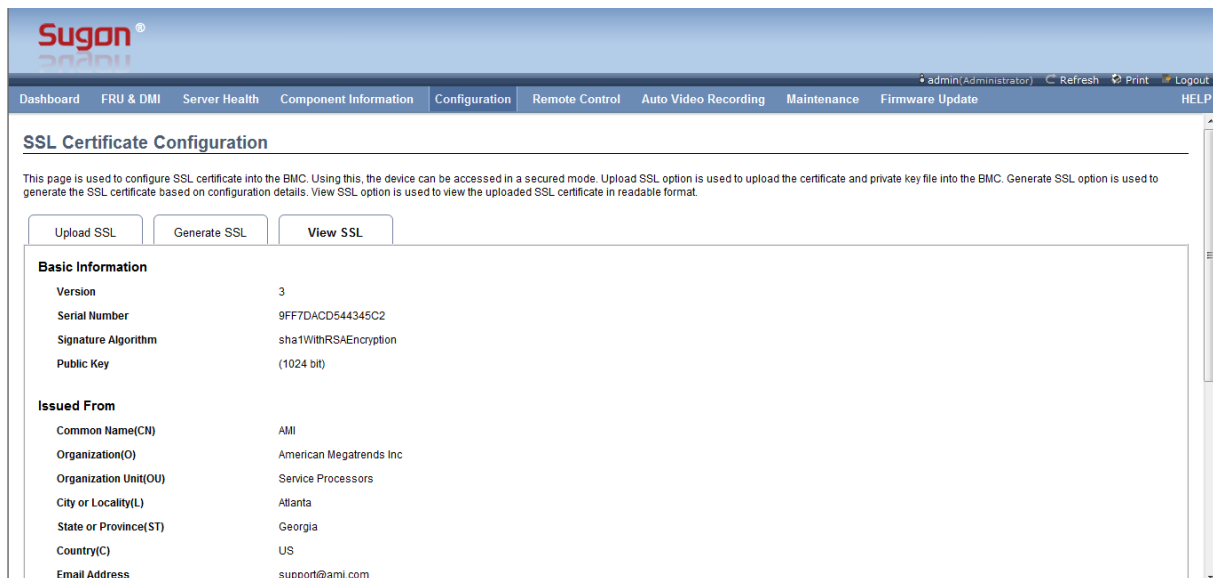 Sugon®
admin(Administrator) Refresh Print Logout
Dashboard FRU & DMI Server Health Component Information Configuration Remote Control Auto Video Recording Maintenance Firmware Update HELP
SSL Certificate Configuration
This page is used to configure SSL certificate into the BMC. Using this, the device can be accessed in a secured mode. Upload SSL option is used to upload the certificate and private key file into the BMC. Generate SSL option is used to
generate the SSL certificate based on configuration details. View SSL option is used to view the uploaded SSL certificate in readable format.
Upload SSL Generate SSL View SSL
Basic Information
Version 3
Serial Number 9FF7DACD544345C2
Signature Algorithm sha1WithRSAEncryption
Public Key (1024 bit)
Issued From
Common Name(CN) AMI
Organization(O) American Megatrends Inc
Organization Unit(OU) Service Processors
City or Locality(L) Atlanta
State or Province(ST) Georgia
Country(C) US
Email Address support@ami.com